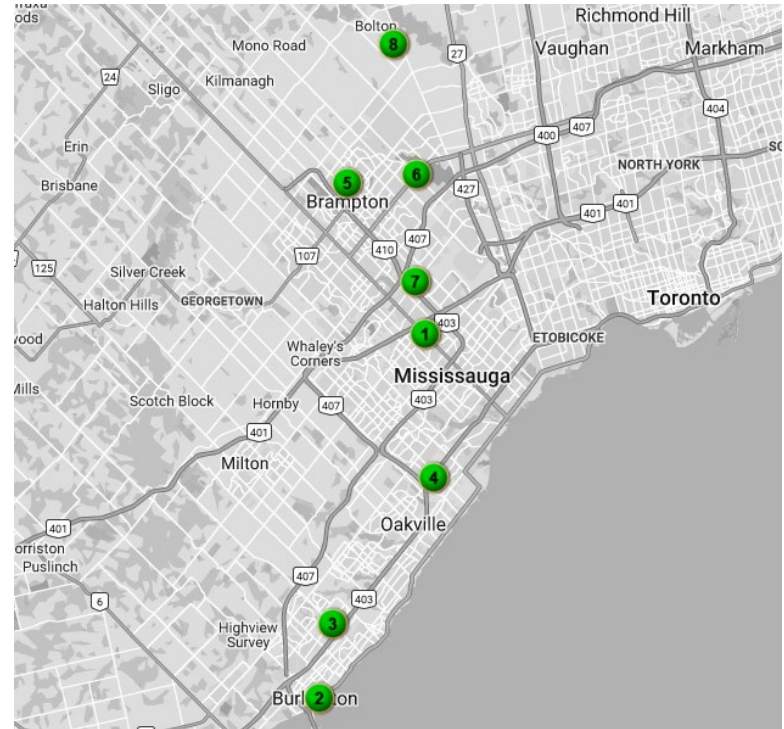 Richmond Hill
ods
Bolton
8
Mono Road
27
Vaughan
Markham
24
Kilmanagh
Sligo
404
407
400
Erin
NORTH YORK
Brisbane
5
6
427
Brampton
401
401
407
410
107
125
Silver Creek
7
Halton Hills
GEORGETOWN
Toronto
403
1
wood
Whaley's
Corners
ETOBICOKE
Mississauga
Mills
Scotch Block
Hornby
403
407
401
Milton
4
Oakville
401
orriston
Puslinch
407
6
403
3
Highview
Survey
Burl
2
ton